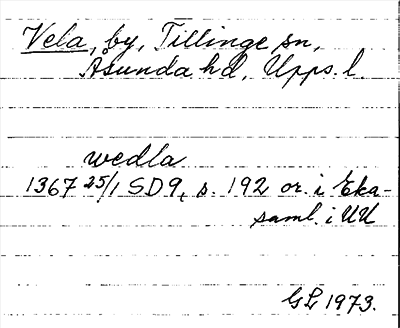 Vela, by, Tillinge sn,
Åsunda hd, Upps. l.
wedla
1367 25/1 SD 9, s. 192 or. i Eka-
saml. i UU
GL 1973.